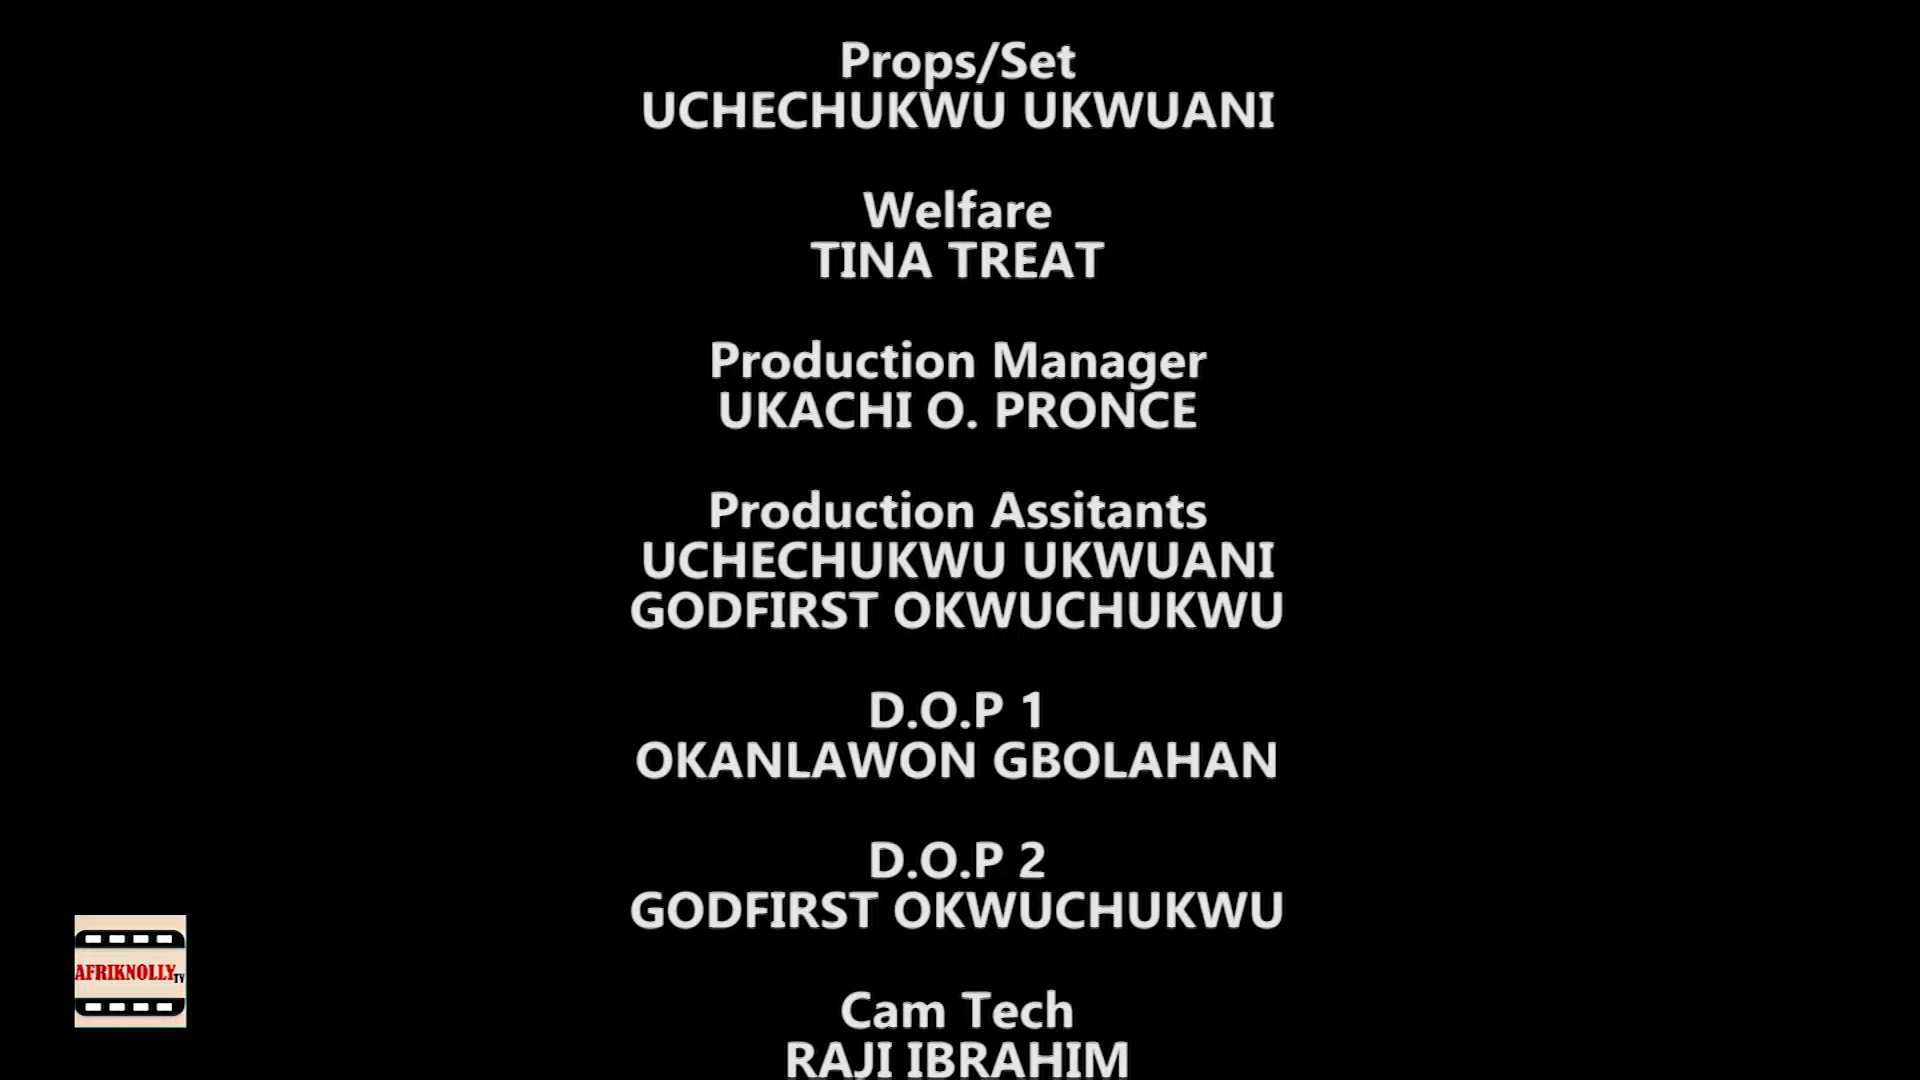 Props/Set
UCHECHUKWU UKWUANI
Welfare
TINA TREAT
Production Manager
UKACHI O. PRONCE
Production Assitants
UCHECHUKWU UKWUANI
GODFIRST OKWUCHUKWU
D.O.P 1
OKANLAWON GBOLAHAN
D.O.P 2
GODFIRST OKWUCHUKWU
AFRIKNOLLY TV
Cam Tech
RAJI IBRAHIM